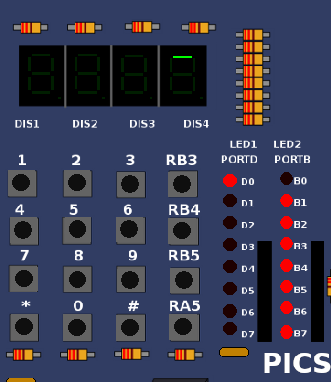 DIS1 DIS2 DIS3 DIS4
LED1 LED2
PORTD PORTB
1 2 3 RB3
D0 B0
D1 B1
4 5 6 RB4
D2 B2
D3 B3
7 8 9 RB5
D4 B4
D5 B5
* 0 # RA5
D6 B6
D7 B7
PICS